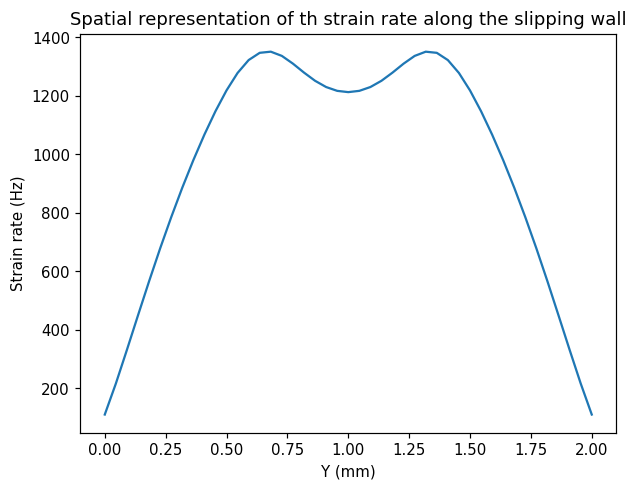 Spatial representation of th strain rate along the slipping wall
1400
1200
1000
800
600
400
200
Strain rate (Hz)
0.00 0.25 0.50 0.75 1.00 1.25 1.50 1.75 2.00
Y (mm)